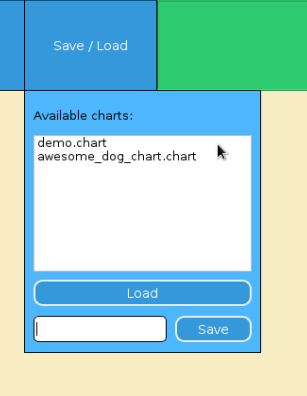 Save / Load
Available charts:
demo.chart
awesome_dog_chart.chart
Load
Save